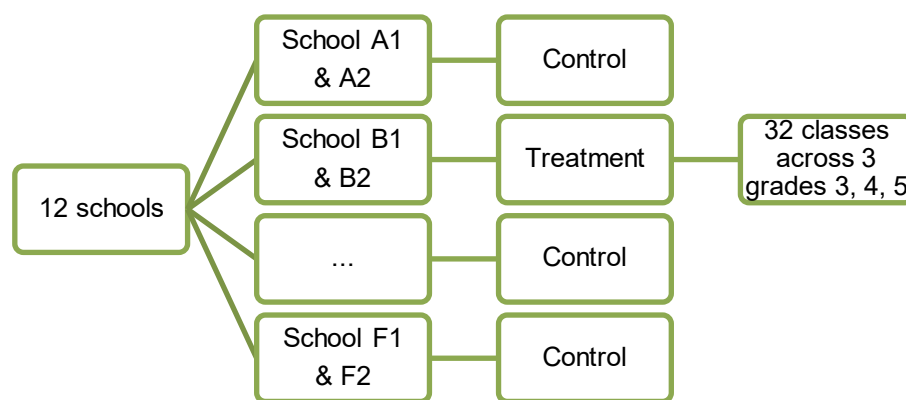 12 schools
School A1
& A2
Control
School B1
& B2
Treatment
32 classes
across 3
grades 3, 4, 5
...
Control
School F1
& F2
Control